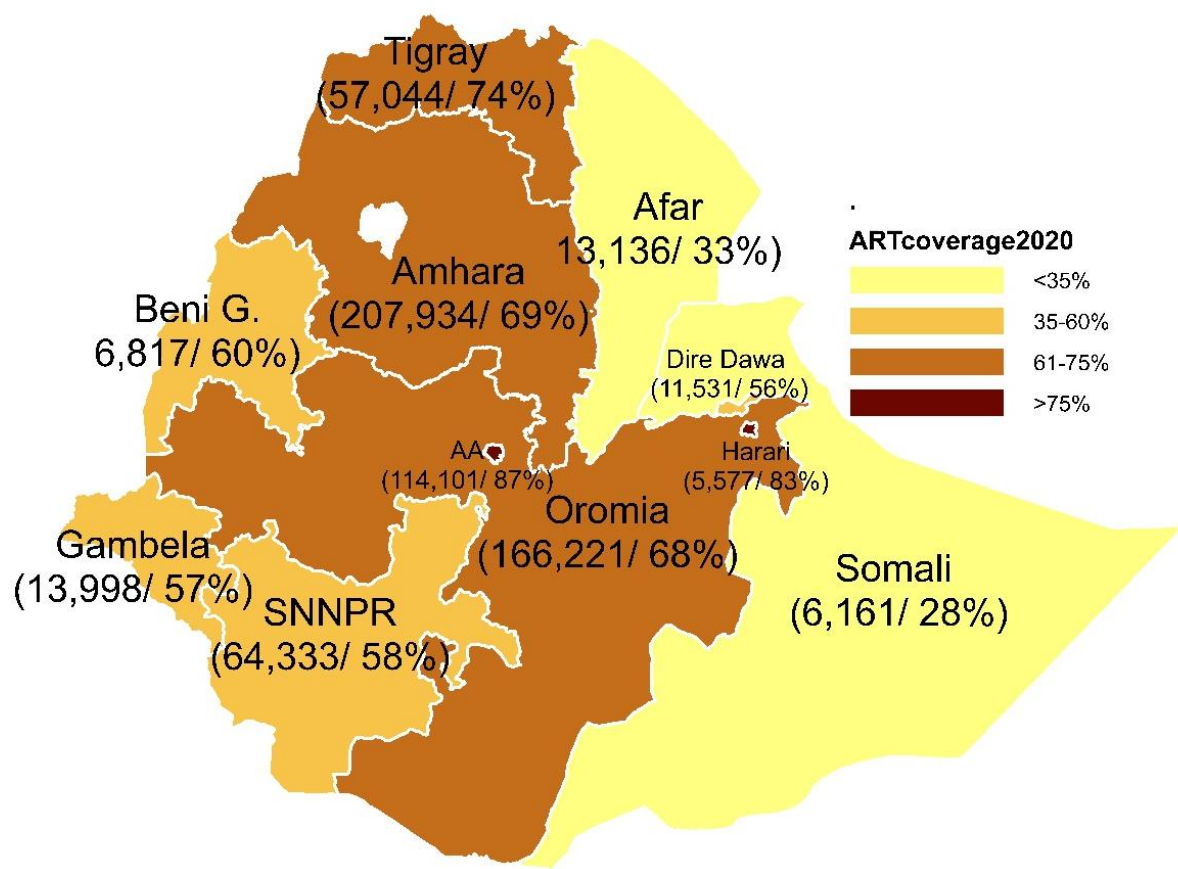 Tigray
(57,044/ 74%)
Afar
13,136/ 33%)
Amhara
(207,934/ 69%)
Beni G.
6,817/ 60%)
Dire Dawa
(11,531/ 56%)
AA
(114,101/ 87%)
Harari
(5,577/ 83%)
Oromia
(166,221/ 68%)
Gambela
(13,998/ 57%)
SNNPR
(64,333/ 58%)
Somali
(6,161/ 28%)
.
ARTcoverage2020
<35%
35-60%
61-75%
>75%